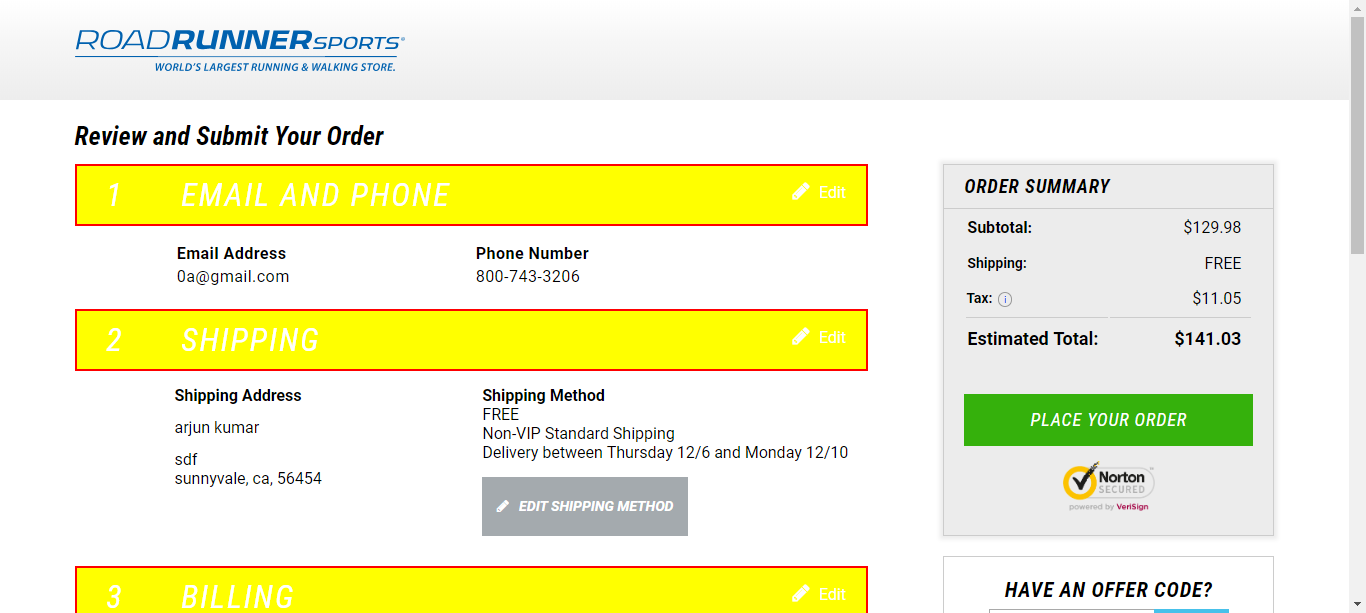 ROADRUNNERSPORTS®
WORLD'S LARGEST RUNNING & WALKING STORE.
Review and Submit Your Order
1 EMAIL AND PHONE Edit
Email Address Phone Number
0a@gmail.com 800-743-3206
2 SHIPPING Edit
Shipping Address
arjun kumar
sdf
sunnyvale, ca, 56454
Shipping Method
FREE
Non-VIP Standard Shipping
Delivery between Thursday 12/6 and Monday 12/10
EDIT SHIPPING METHOD
3 BILLING Edit
ORDER SUMMARY
Subtotal: $129.98
Shipping: FREE
Tax: i $11.05
Estimated Total: $141.03
PLACE YOUR ORDER
Norton
SECURED
powered by VeriSign
HAVE AN OFFER CODE?